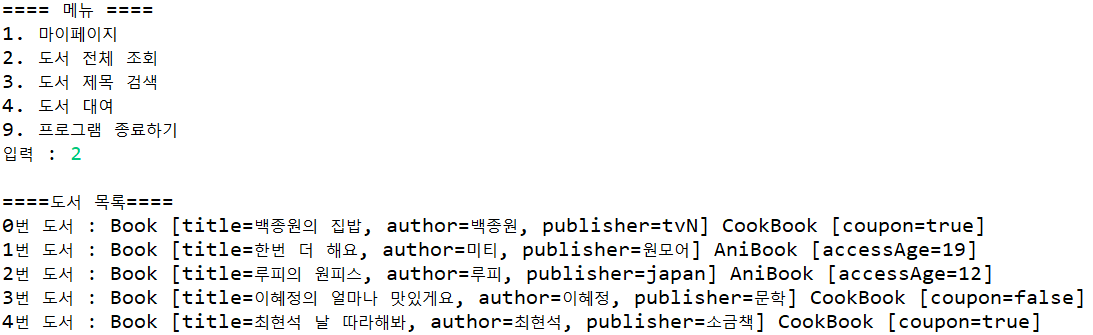 ==== 메뉴 ====
1. 마이페이지
2. 도서 전체 조회
3. 도서 제목 검색
4. 도서 대여
9. 프로그램 종료하기
입력 : 2
====도서 목록====
0번 도서 : Book [title=백종원의 집밥, author=백종원, publisher=tvN] CookBook [coupon=true]
1번 도서 : Book [title=한번 더 해요, author=미티, publisher=원모어] AniBook [accessAge=19]
2번 도서 : Book [title=루피의 원피스, author=루피, publisher=japan] AniBook [accessAge=12]
3번 도서 : Book [title=이혜정의 얼마나 맛있게요, author=이혜정, publisher=문학] CookBook [coupon=false]
4번 도서 : Book [title=최현석 날 따라해봐, author=최현석, publisher=소금책] CookBook [coupon=true]